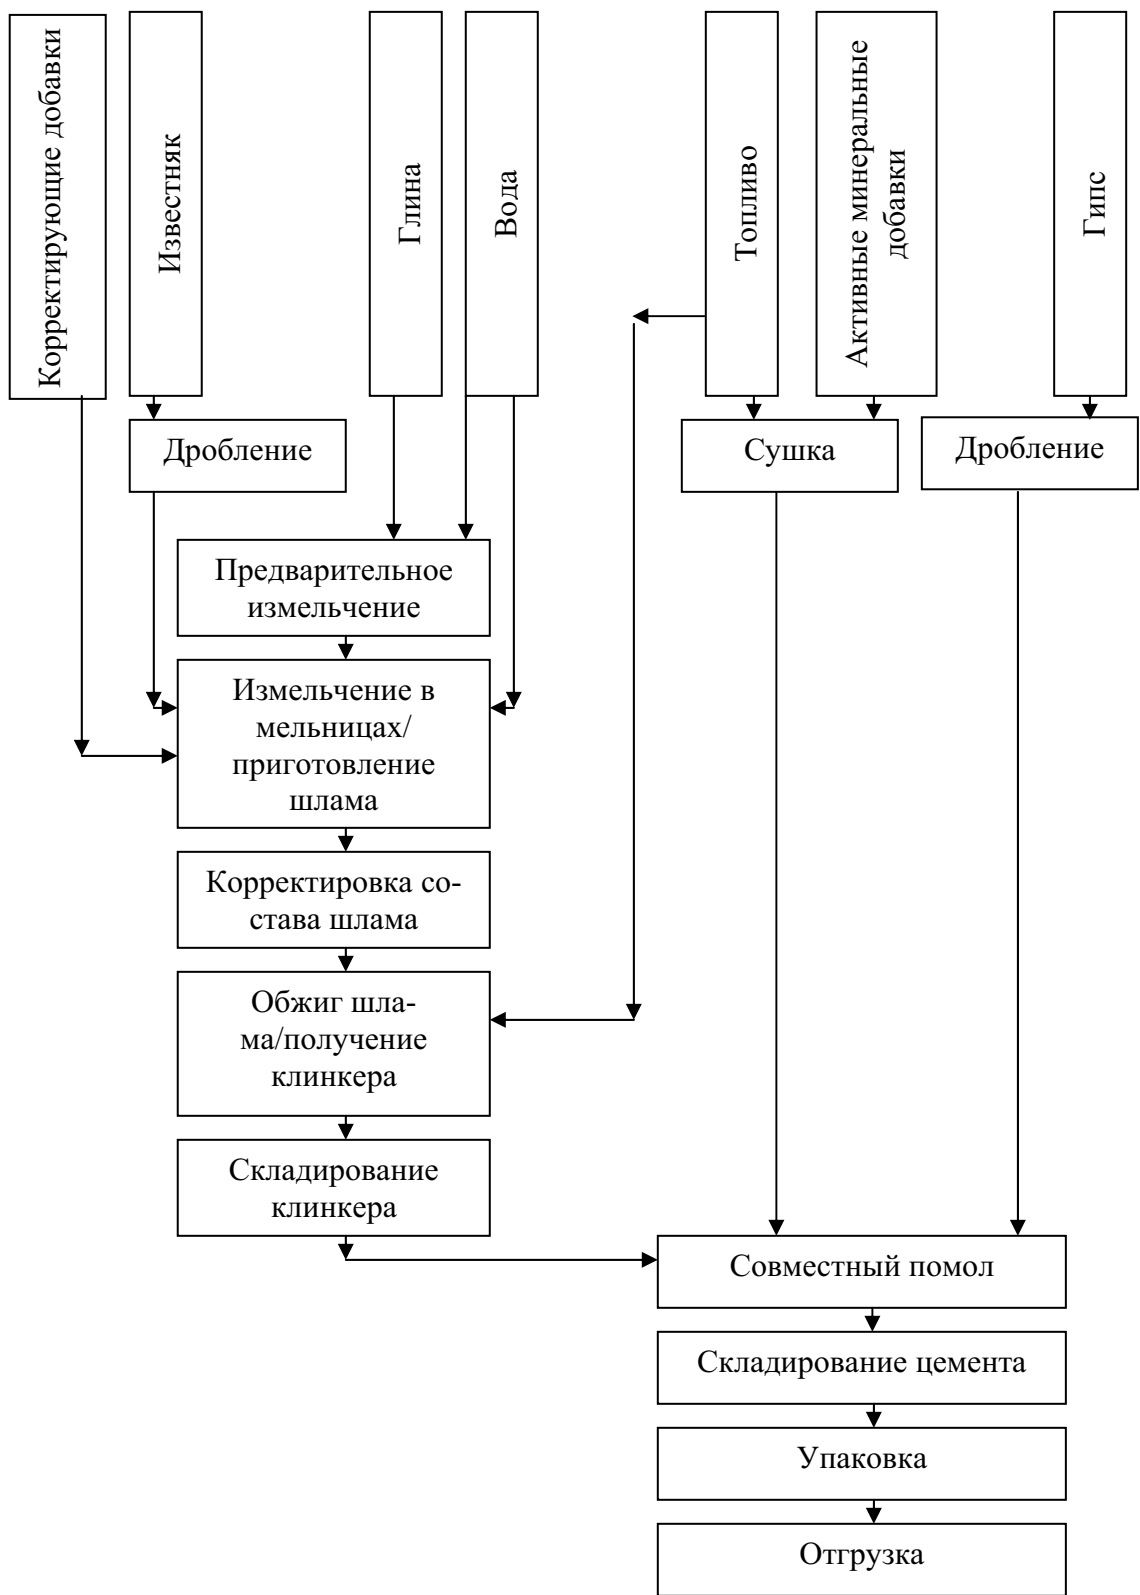 Корректирующие добавки
Известняк
Глина
Вода
Топливо
Активные минеральные
добавки
Гипс
Дробление
Сушка
Дробление
Предварительное
измельчение
Измельчение в
мельницах/
приготовление
шлама
Корректировка со-
става шлама
Обжиг шла-
ма/получение
клинкера
Складирование
клинкера
Совместный помол
Складирование цемента
Упаковка
Отгрузка